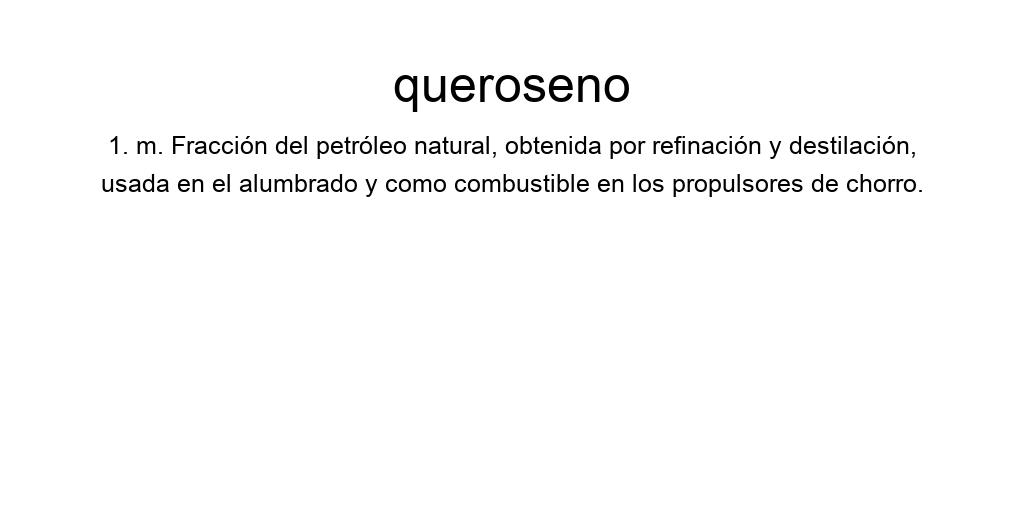 queroseno
1. m. Fracción del petróleo natural, obtenida por refinación y destilación,
usada en el alumbrado y como combustible en los propulsores de chorro.